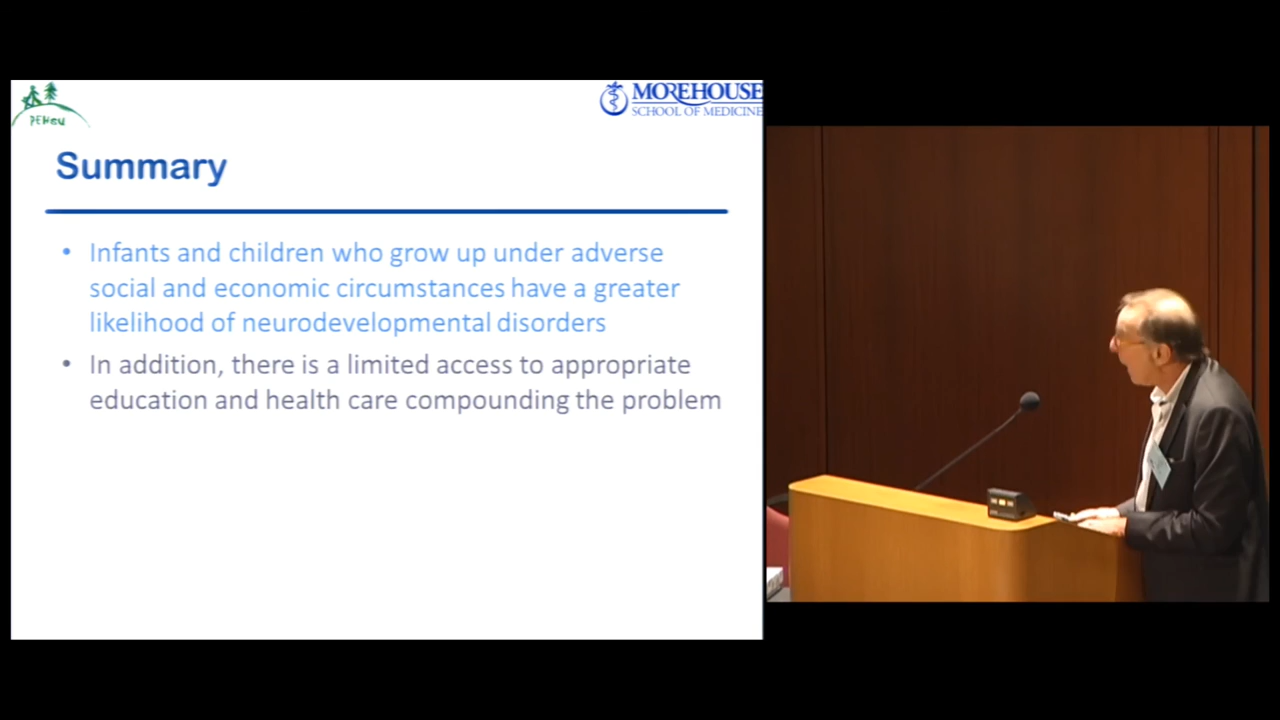 PEHSU
MOREHOUSE
SCHOOL OF MEDICINE
Summary
• Infants and children who grow up under adverse
social and economic circumstances have a greater
likelihood of neurodevelopmental disorders
• In addition, there is a limited access to appropriate
education and health care compounding the problem